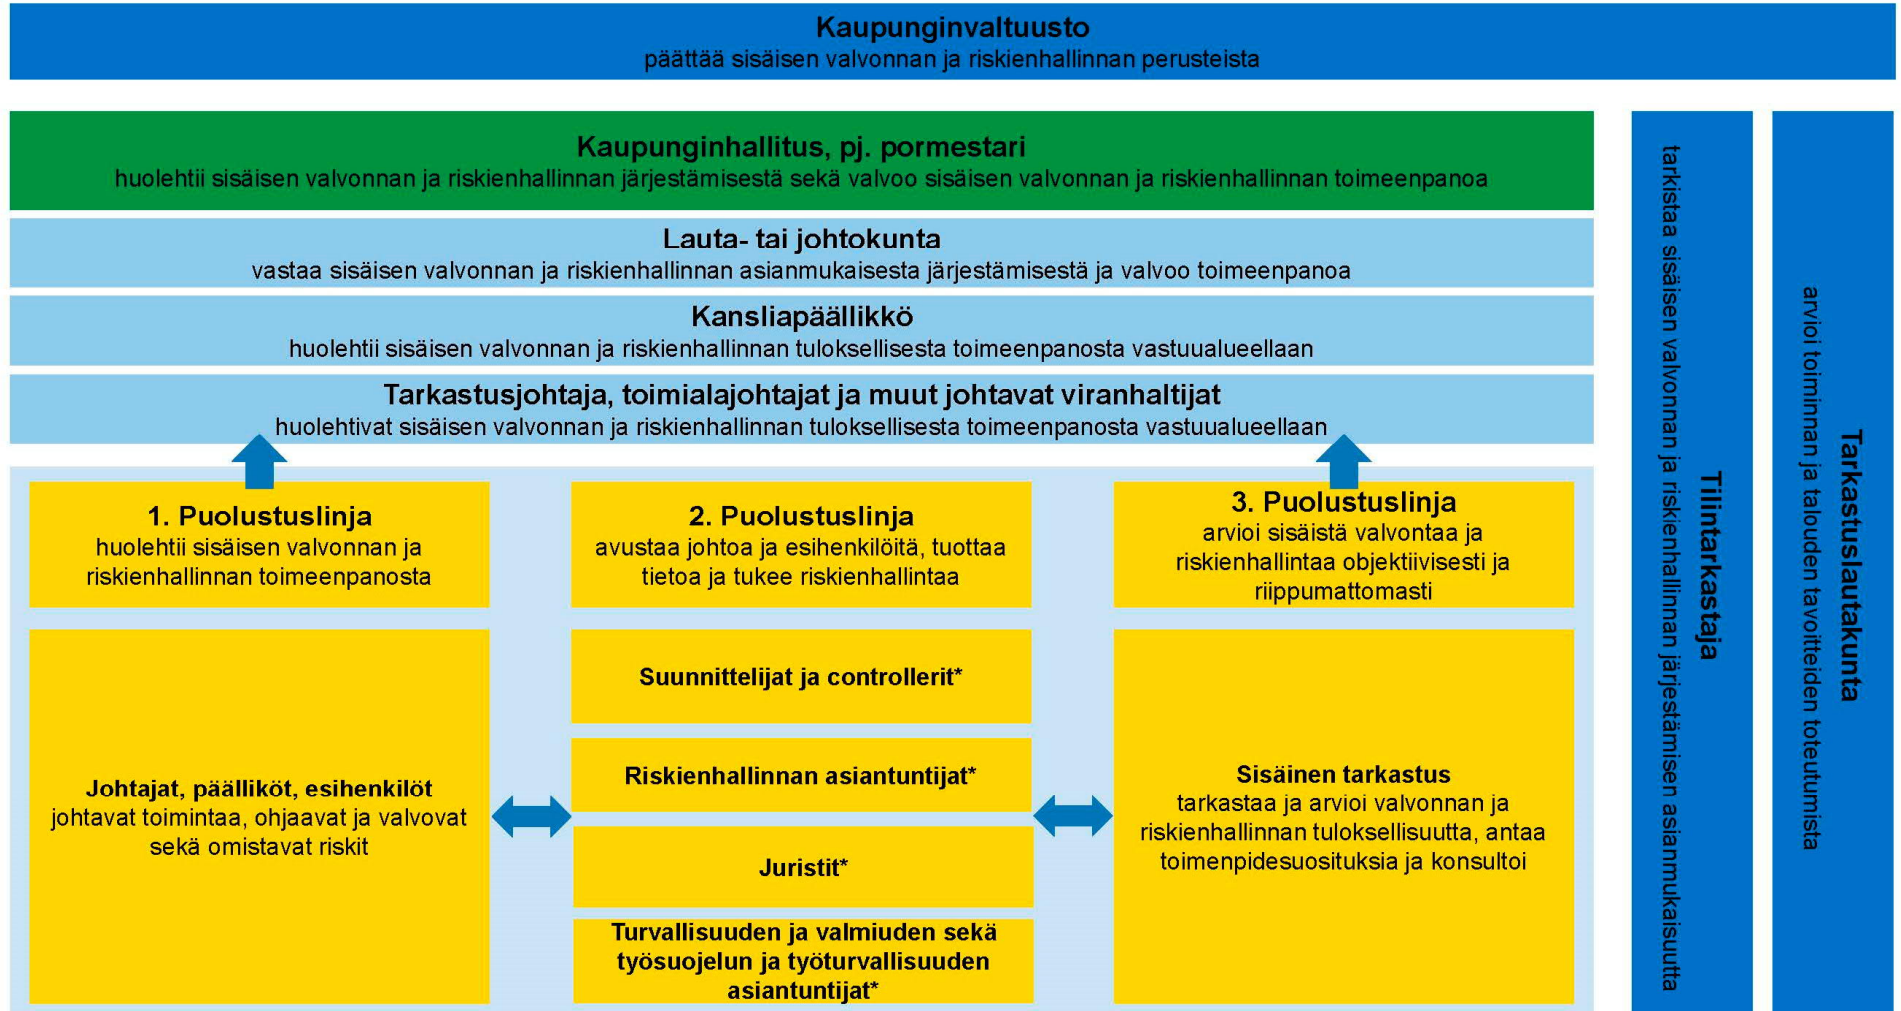 Kaupunginvaltuusto
päättää sisäisen valvonnan ja riskienhallinnan perusteista
Kaupunginhallitus, pj. pormestari
huolehtii sisäisen valvonnan ja riskienhallinnan järjestämisestä sekä valvoo sisäisen valvonnan ja riskienhallinnan toimeenpanoa
Lauta- tai johtokunta
vastaa sisäisen valvonnan ja riskienhallinnan asianmukaisesta järjestämisestä ja valvoo toimeenpanoa
Kansliapäällikkö
huolehtii sisäisen valvonnan ja riskienhallinnan tuloksellisesta toimeenpanosta vastuualueellaan
Tarkastusjohtaja, toimialajohtajat ja muut johtavat viranhaltijat
huolehtivat sisäisen valvonnan ja riskienhallinnan tuloksellisesta toimeenpanosta vastuualueellaan
1. Puolustuslinja
huolehtii sisäisen valvonnan ja
riskienhallinnan toimeenpanosta
Johtajat, päälliköt, esihenkilöt
johtavat toimintaa, ohjaavat ja valvovat
sekä omistavat riskit
2. Puolustuslinja
avustaa johtoa ja esihenkilöitä, tuottaa
tietoa ja tukee riskienhallintaa
Suunnittelijat ja controllerit*
Riskienhallinnan asiantuntijat*
Juristit*
Turvallisuuden ja valmiuden sekä
työsuojelun ja työturvallisuuden
asiantuntijat*
3. Puolustuslinja
arvioi sisäistä valvontaa ja
riskienhallintaa objektiivisesti ja
riippumattomasti
Sisäinen tarkastus
tarkastaa ja arvioi valvonnan ja
riskienhallinnan tuloksellisuutta, antaa
toimenpidesuosituksia ja konsultoi
Tilintarkastaja
tarkistaa sisäisen valvonnan ja riskienhallinnan järjestämisen asianmukaisuutta
Tarkastuslautakunta
arvioi toiminnan ja talouden tavoitteiden toteutumista